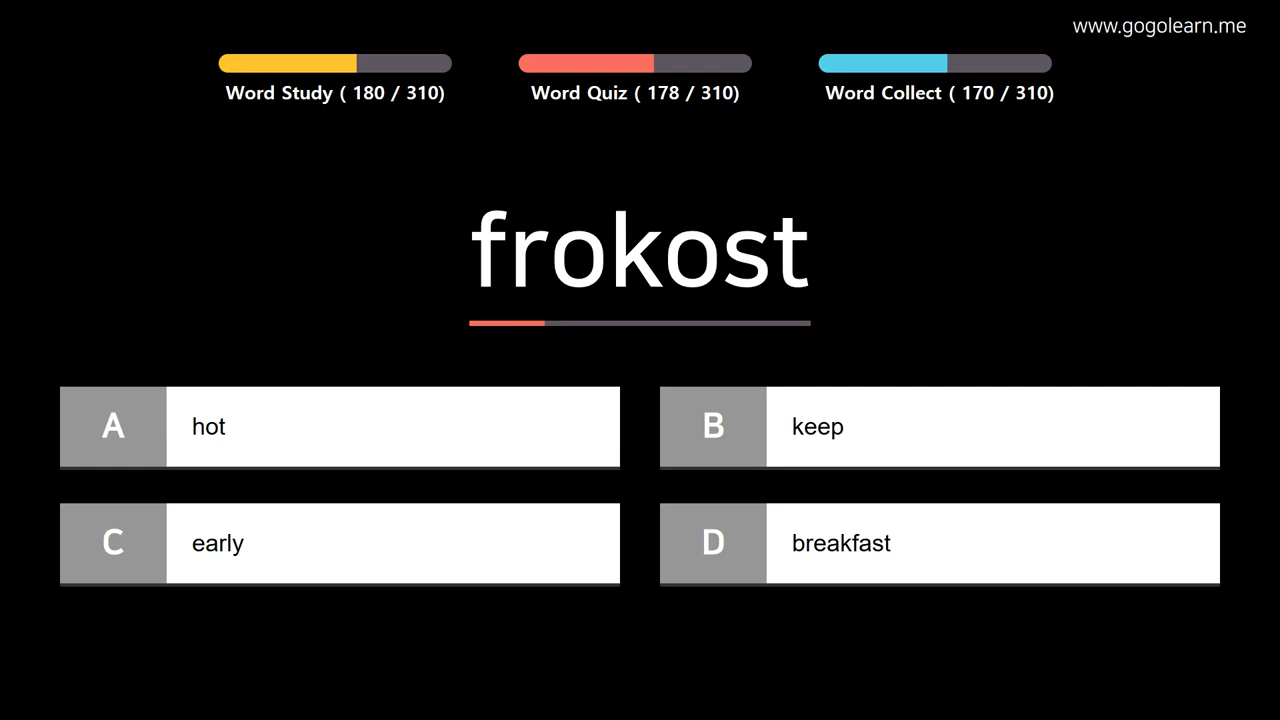 www.gogolearn.me
Word Study ( 180 / 310)
Word Quiz ( 178 / 310)
Word Collect ( 170 / 310)
frokost
A hot
B keep
C early
D breakfast